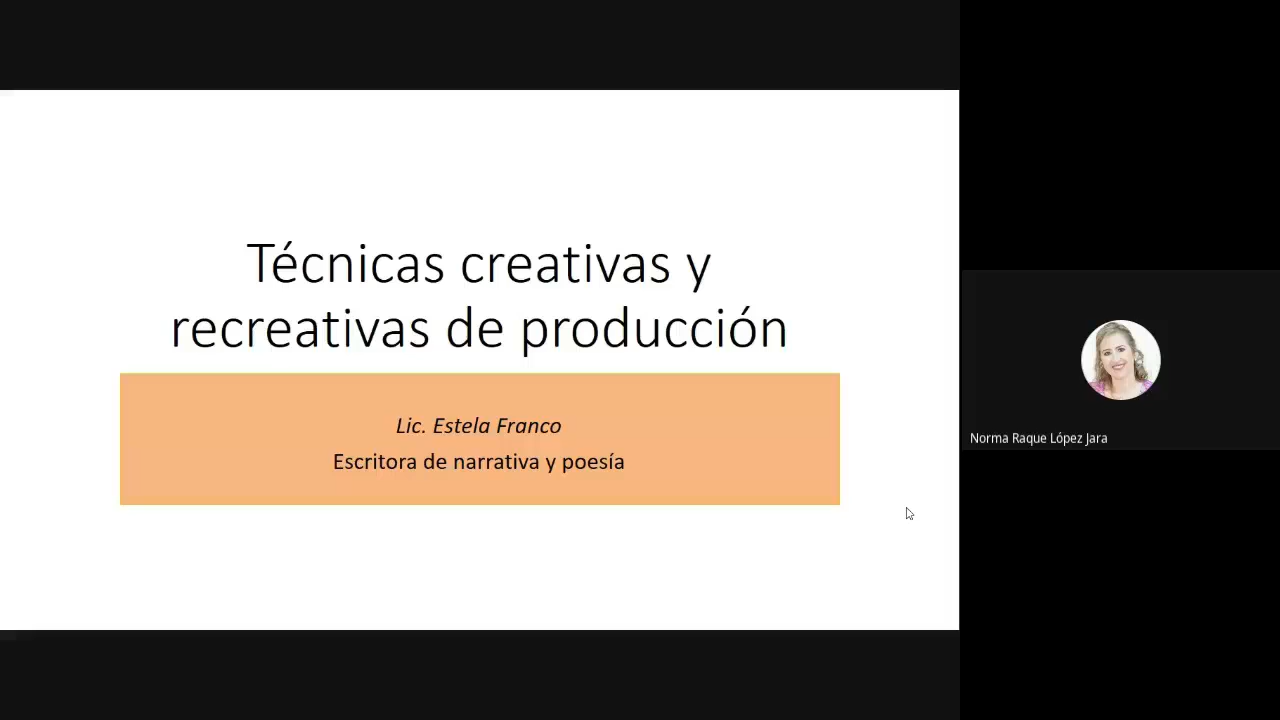 Técnicas creativas y
recreativas de producción
Lic. Estela Franco
Escritora de narrativa y poesía
Norma Raque López Jara